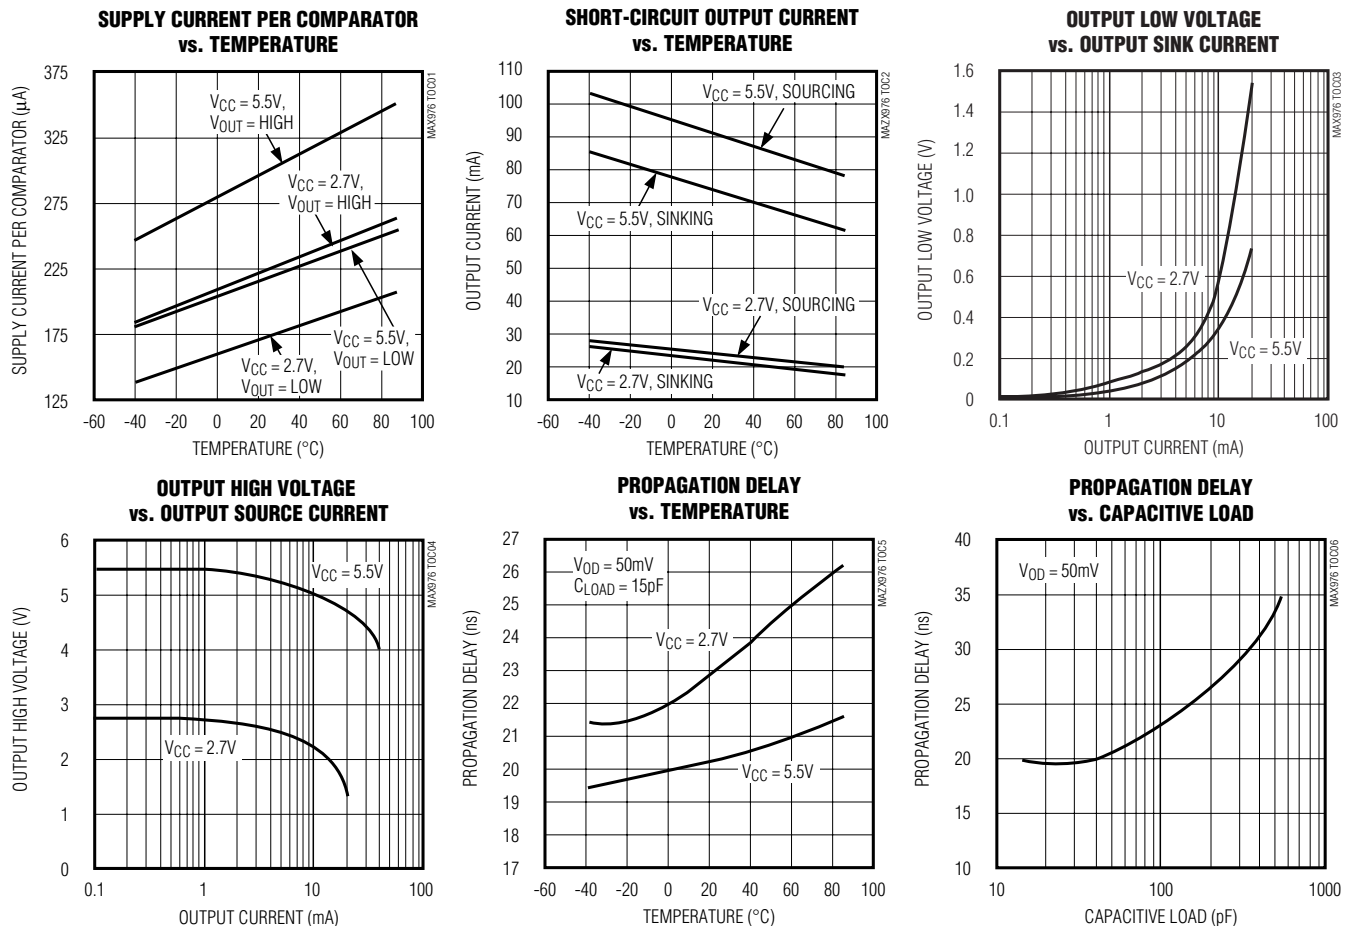 SUPPLY CURRENT PER COMPARATOR
vs. TEMPERATURE
375
325
275
225
175
125
SUPPLY CURRENT PER COMPARATOR (µA)
VCC = 5.5V,
VOUT = HIGH
VCC = 2.7V,
VOUT = HIGH
VCC = 5.5V,
VOUT = LOW
VCC = 2.7V,
VOUT = LOW
-60 -40 -20 0 20 40 60 80 100
TEMPERATURE (°C)
MAX976 TOC01
SHORT-CIRCUIT OUTPUT CURRENT
vs. TEMPERATURE
110
100
90
80
70
60
50
40
30
20
10
OUTPUT CURRENT (mA)
VCC = 5.5V, SOURCING
VCC = 5.5V, SINKING
VCC = 2.7V, SOURCING
VCC = 2.7V, SINKING
-60 -40 -20 0 20 40 60 80 100
TEMPERATURE (°C)
MAZX976 TOC2
OUTPUT LOW VOLTAGE
vs. OUTPUT SINK CURRENT
1.6
1.4
1.2
1.0
0.8
0.6
0.4
0.2
0
OUTPUT LOW VOLTAGE (V)
VCC = 2.7V
VCC = 5.5V
0.1 1 10 100
OUTPUT CURRENT (mA)
MAX976 TOC03
OUTPUT HIGH VOLTAGE
vs. OUTPUT SOURCE CURRENT
6
5
4
3
2
1
0
OUTPUT HIGH VOLTAGE (V)
VCC = 5.5V
VCC = 2.7V
0.1 1 10 100
OUTPUT CURRENT (mA)
MAX976 TOC04
PROPAGATION DELAY
vs. TEMPERATURE
27
26
25
24
23
22
21
20
19
18
17
PROPAGATION DELAY (ns)
VOD = 50mV
CLOAD = 15pF
VCC = 2.7V
VCC = 5.5V
-60 -40 -20 0 20 40 60 80 100
TEMPERATURE (°C)
MAZX976 TOC5
PROPAGATION DELAY
vs. CAPACITIVE LOAD
40
35
30
25
20
15
10
PROPAGATION DELAY (ns)
VOD = 50mV
10 100 1000
CAPACITIVE LOAD (pF)
MAX976 TOC06